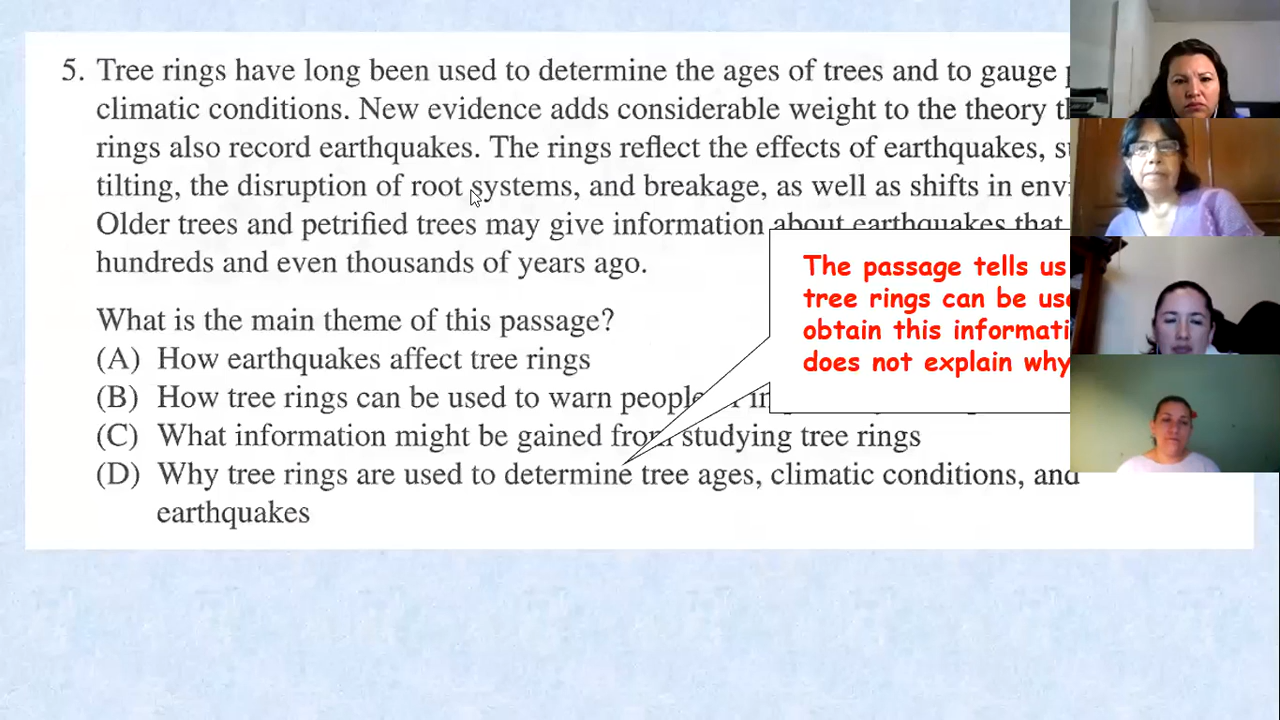 5. Tree rings have long been used to determine the ages of trees and to gauge
climatic conditions. New evidence adds considerable weight to the theory
rings also record earthquakes. The rings reflect the effects of earthquakes,
tilting, the disruption of root systems, and breakage, as well as shifts in
Older trees and petrified trees may give information about earthquakes that
hundreds and even thousands of years ago.
The passage tells us
tree rings can be
obtain this
does not explain why
What is the main theme of this passage?
(A) How earthquakes affect tree rings
(B) How tree rings can be used to warn people
(C) What information might be gained from studying tree rings
(D) Why tree rings are used to determine tree ages, climatic conditions, and
earthquakes